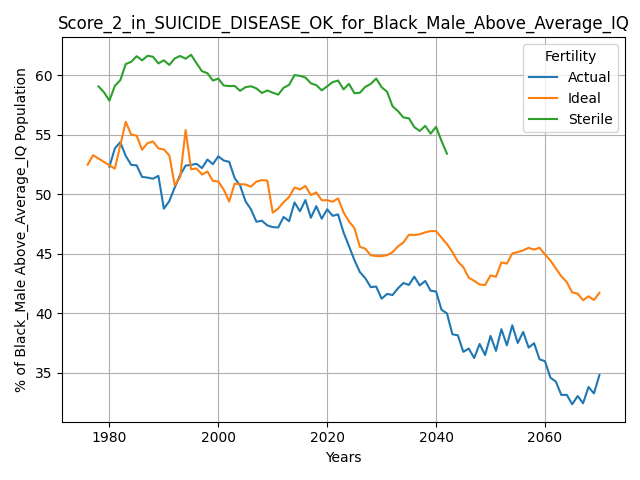 Score_2_in_SUICIDE_DISEASE_OK_for_Black_Male_Above_Average_IQ
% of Black_Male Above_Average_IQ Population
60
55
50
45
40
35
Fertility
Actual
Ideal
Sterile
1980
2000
2020
2040
2060
Years